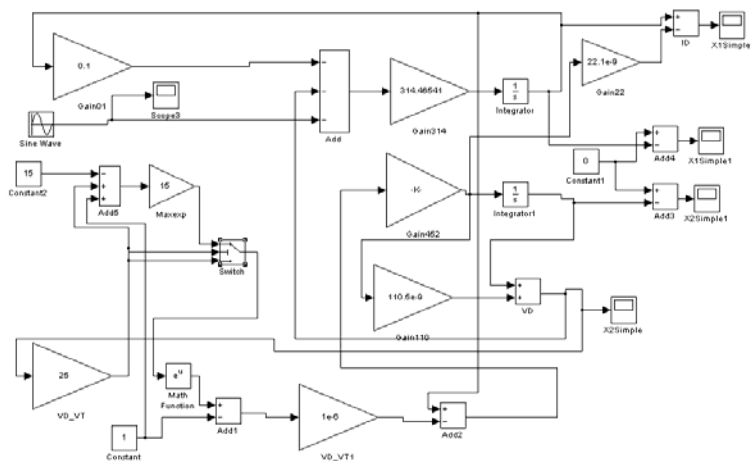 ID
X1Simple
0.1
Gain01
Scope3
Sine Wave
Add
314.46541
Gain314
1
s
Integrator
22.1e-9
Gain22
0
Constant1
Add4
X1Simple1
Add3
X2Simple1
15
Constant2
Add5
15
Maxexp
Switch
-K-
Gain452
1
s
Integrator1
110.5e-9
Gain110
VD
X2Simple
25
VD_VT
e^u
Math
Function
1
Constant
Add1
1e-6
VD_VT1
Add2